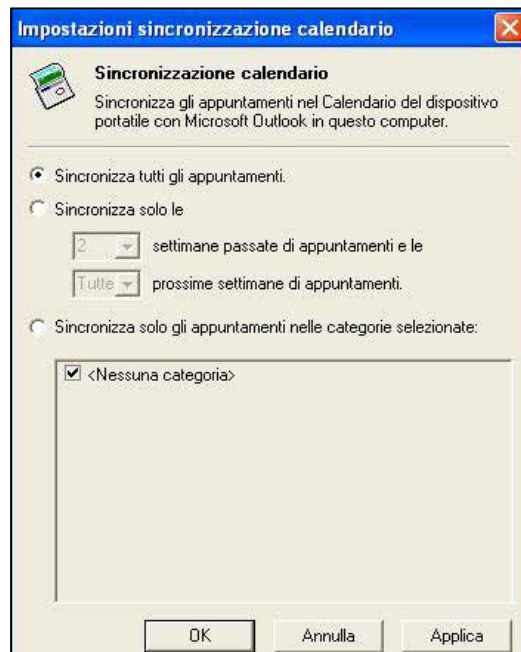 Impostazioni sincronizzazione calendario
Sincronizzazione calendario
Sincronizza gli appuntamenti nel Calendario del dispositivo
portatile con Microsoft Outlook in questo computer.
Sincronizza tutti gli appuntamenti.
Sincronizza solo le
2 settimane passate di appuntamenti e le
Tutte prossime settimane di appuntamenti.
Sincronizza solo gli appuntamenti nelle categorie selezionate:
<Nessuna categoria>
OK Annulla Applica